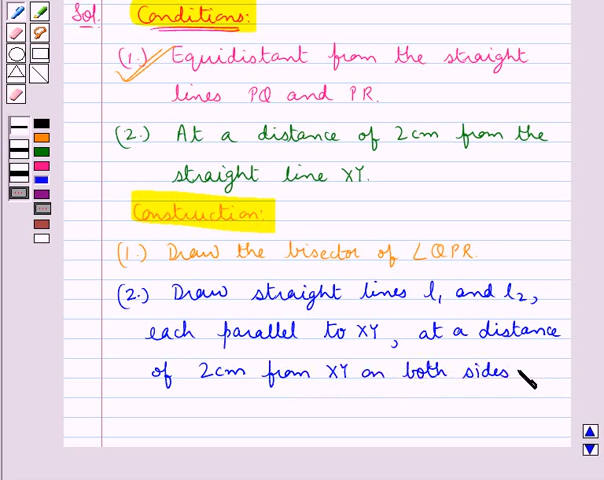 Sol. Conditions:
(1.) Equidistant from the straight
lines PQ and PR.
(2.) At a distance of 2cm from the
straight line XY.
Construction:
(1.) Draw the bisector of ∠QPR.
(2.) Draw straight lines l1 and l2,
each parallel to XY, at a distance
of 2cm from XY on both sides